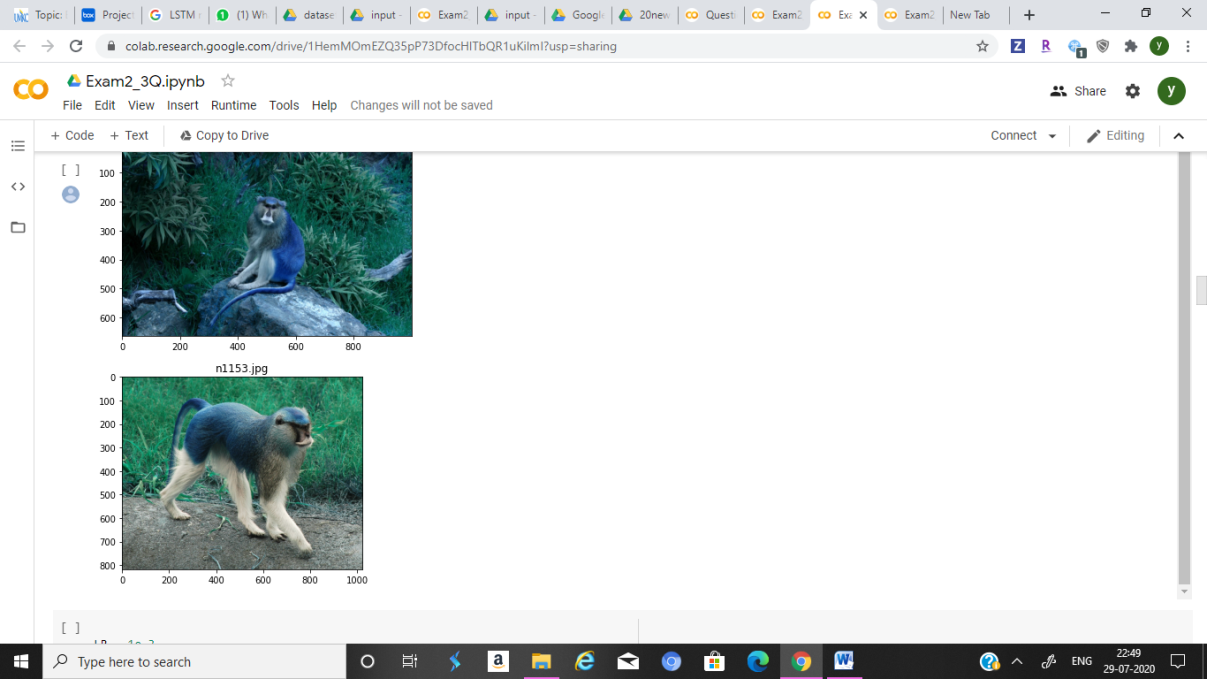 Topic:
box Project
G LSTM
(1) Wh
datase
input -
Exam2
input -
Google
20new
Questi
Exam2
Exa
Exam2
New Tab
colab.research.google.com/drive/1HemMOmEZQ35pP73DfocHlTbQR1uKilmI?usp=sharing
Z R 1 y
Exam2_3Q.ipynb
File Edit View Insert Runtime Tools Help Changes will not be saved
Share y
+ Code + Text Copy to Drive Connect Editing
[ ]
100
200
300
400
500
600
0 200 400 600 800
n1153.jpg
0
100
200
300
400
500
600
700
800
0 200 400 600 800 1000
[ ]
Type here to search
a
W
ENG
22:49
29-07-2020